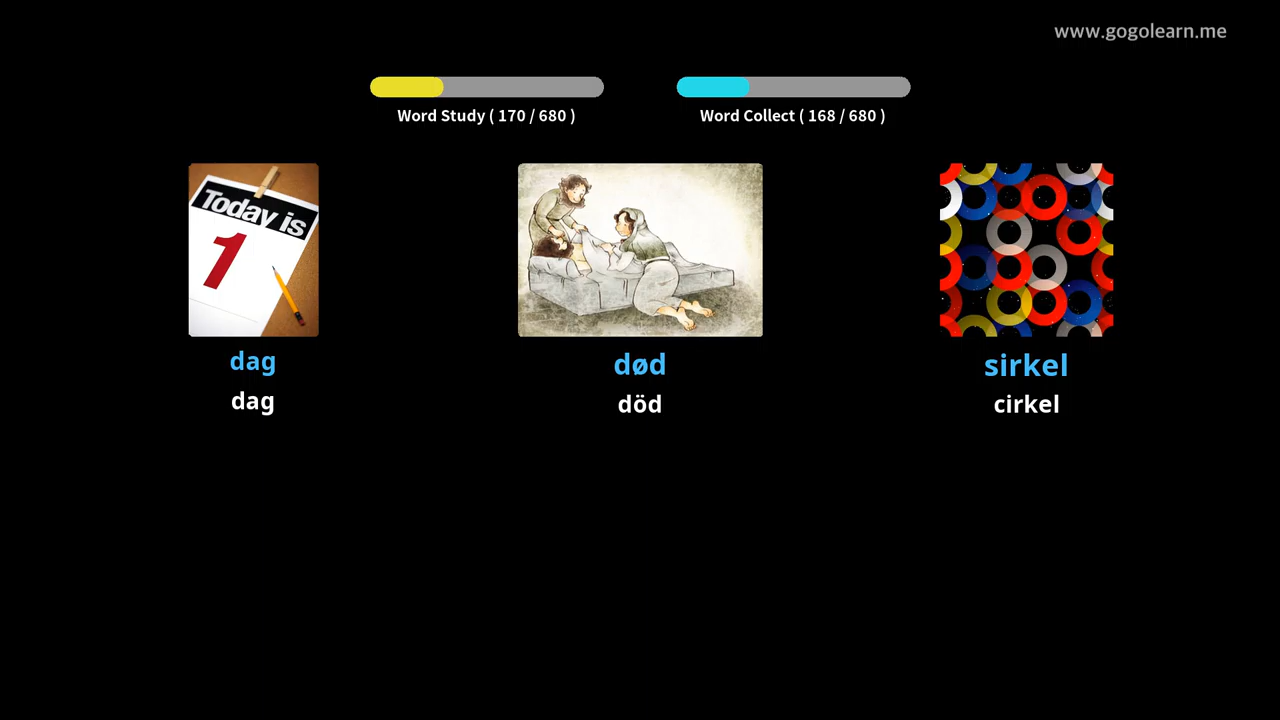 www.gogolearn.me
Word Study ( 170 / 680 )
Word Collect ( 168 / 680 )
Today is
1
dag
dag
død
död
sirkel
cirkel